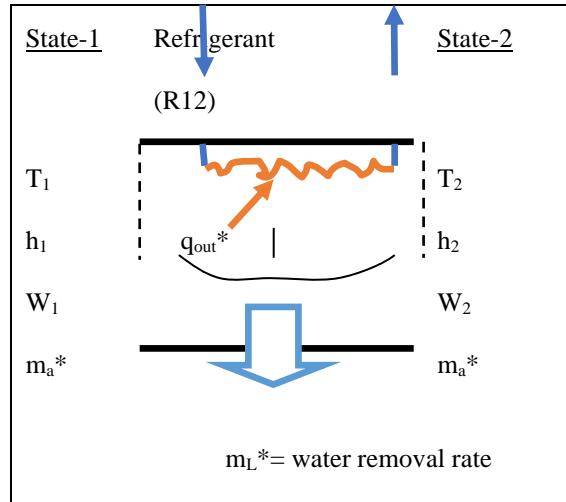 State-1 Refrigerant State-2
(R12)
T₁ T₂
h₁ qout* h₂
W₁ W₂
ma* ma*
mL*= water removal rate